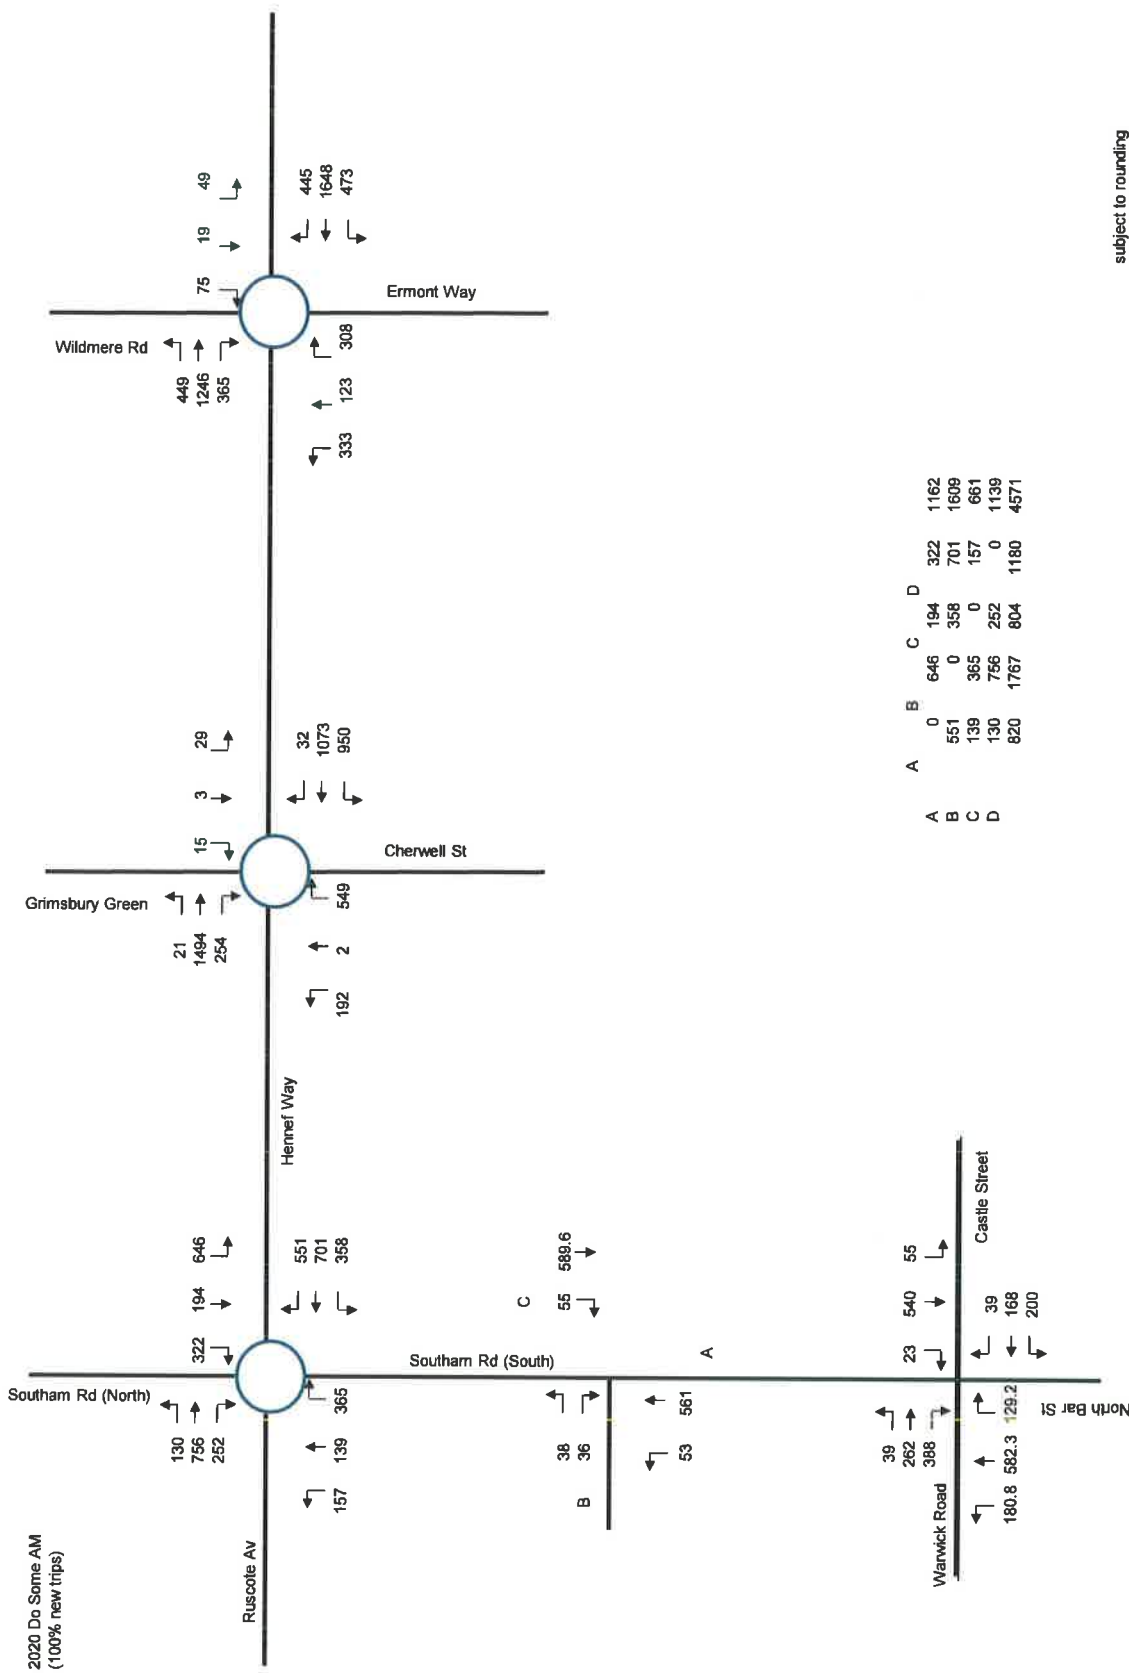 2020 Do Some AM
(100% new trips)
Southam Rd (North)
130
756
252
322
194
646
Ruscote Av
157
139
365
551
701
358
Hennef Way
Grimsbury Green
21
1494
254
15
3
29
192
2
549
Cherwell St
32
1073
950
Wildmere Rd
449
1246
365
75
19
49
333
123
308
Ermont Way
445
1648
473
Southam Rd (South)
C
55
589.6
B
38
36
53
561
A
Warwick Road
39
262
388
23
540
55
180.8
582.3
129.2
39
168
200
Castle Street
North Bar St
A B C D
A 0 646 194 322 1162
B 551 0 358 701 1609
C 139 365 0 157 661
D 130 756 252 0 1139
820 1767 804 1180 4571
subject to rounding